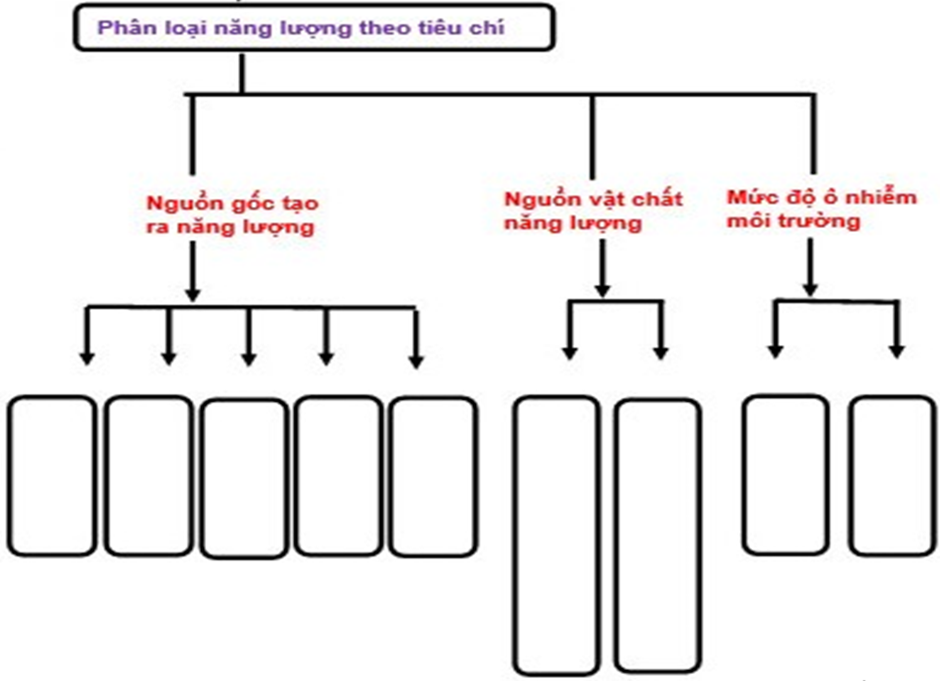 Phân loại năng lượng theo tiêu chí
Nguồn gốc tạo
ra năng lượng
Nguồn vật chất
năng lượng
Mức độ ô nhiễm
môi trường